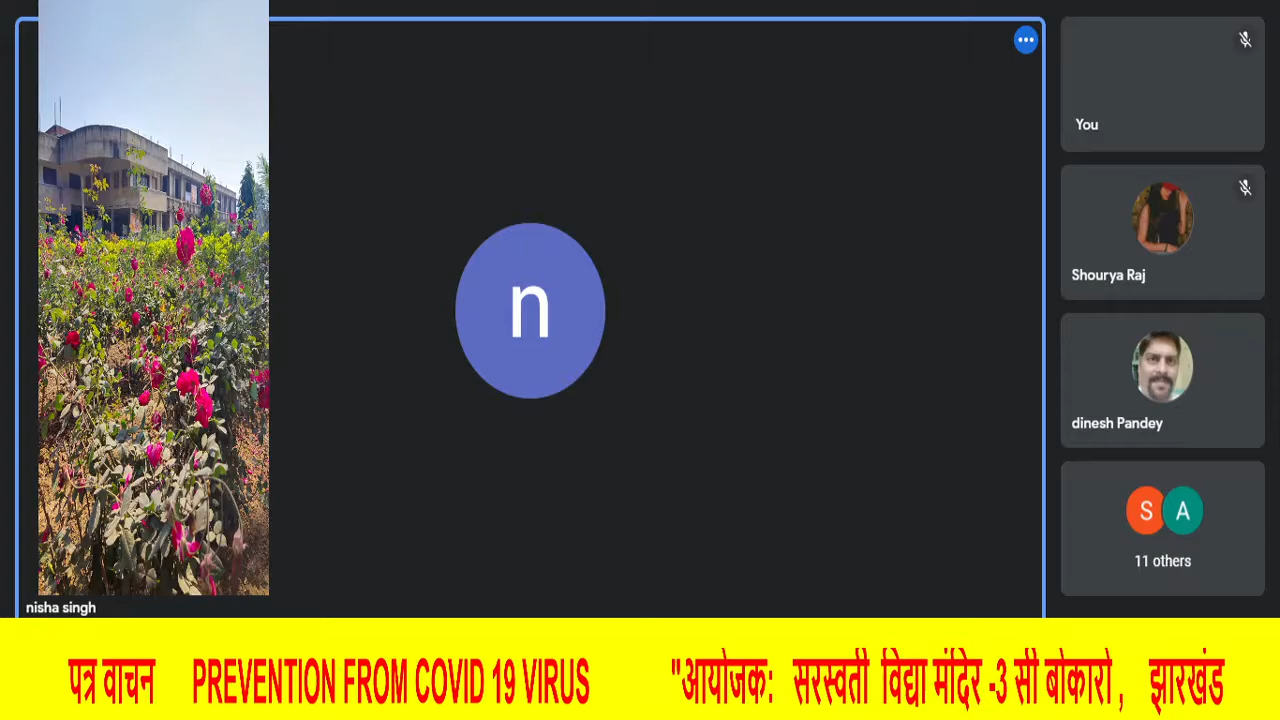 You
Shourya Raj
dinesh Pandey
S A
11 others
n
nisha singh
पत्र वाचन PREVENTION FROM COVID 19 VIRUS "आयोजक: सरस्वती विद्या मंदिर -3 सी बोकारो , झारखंड